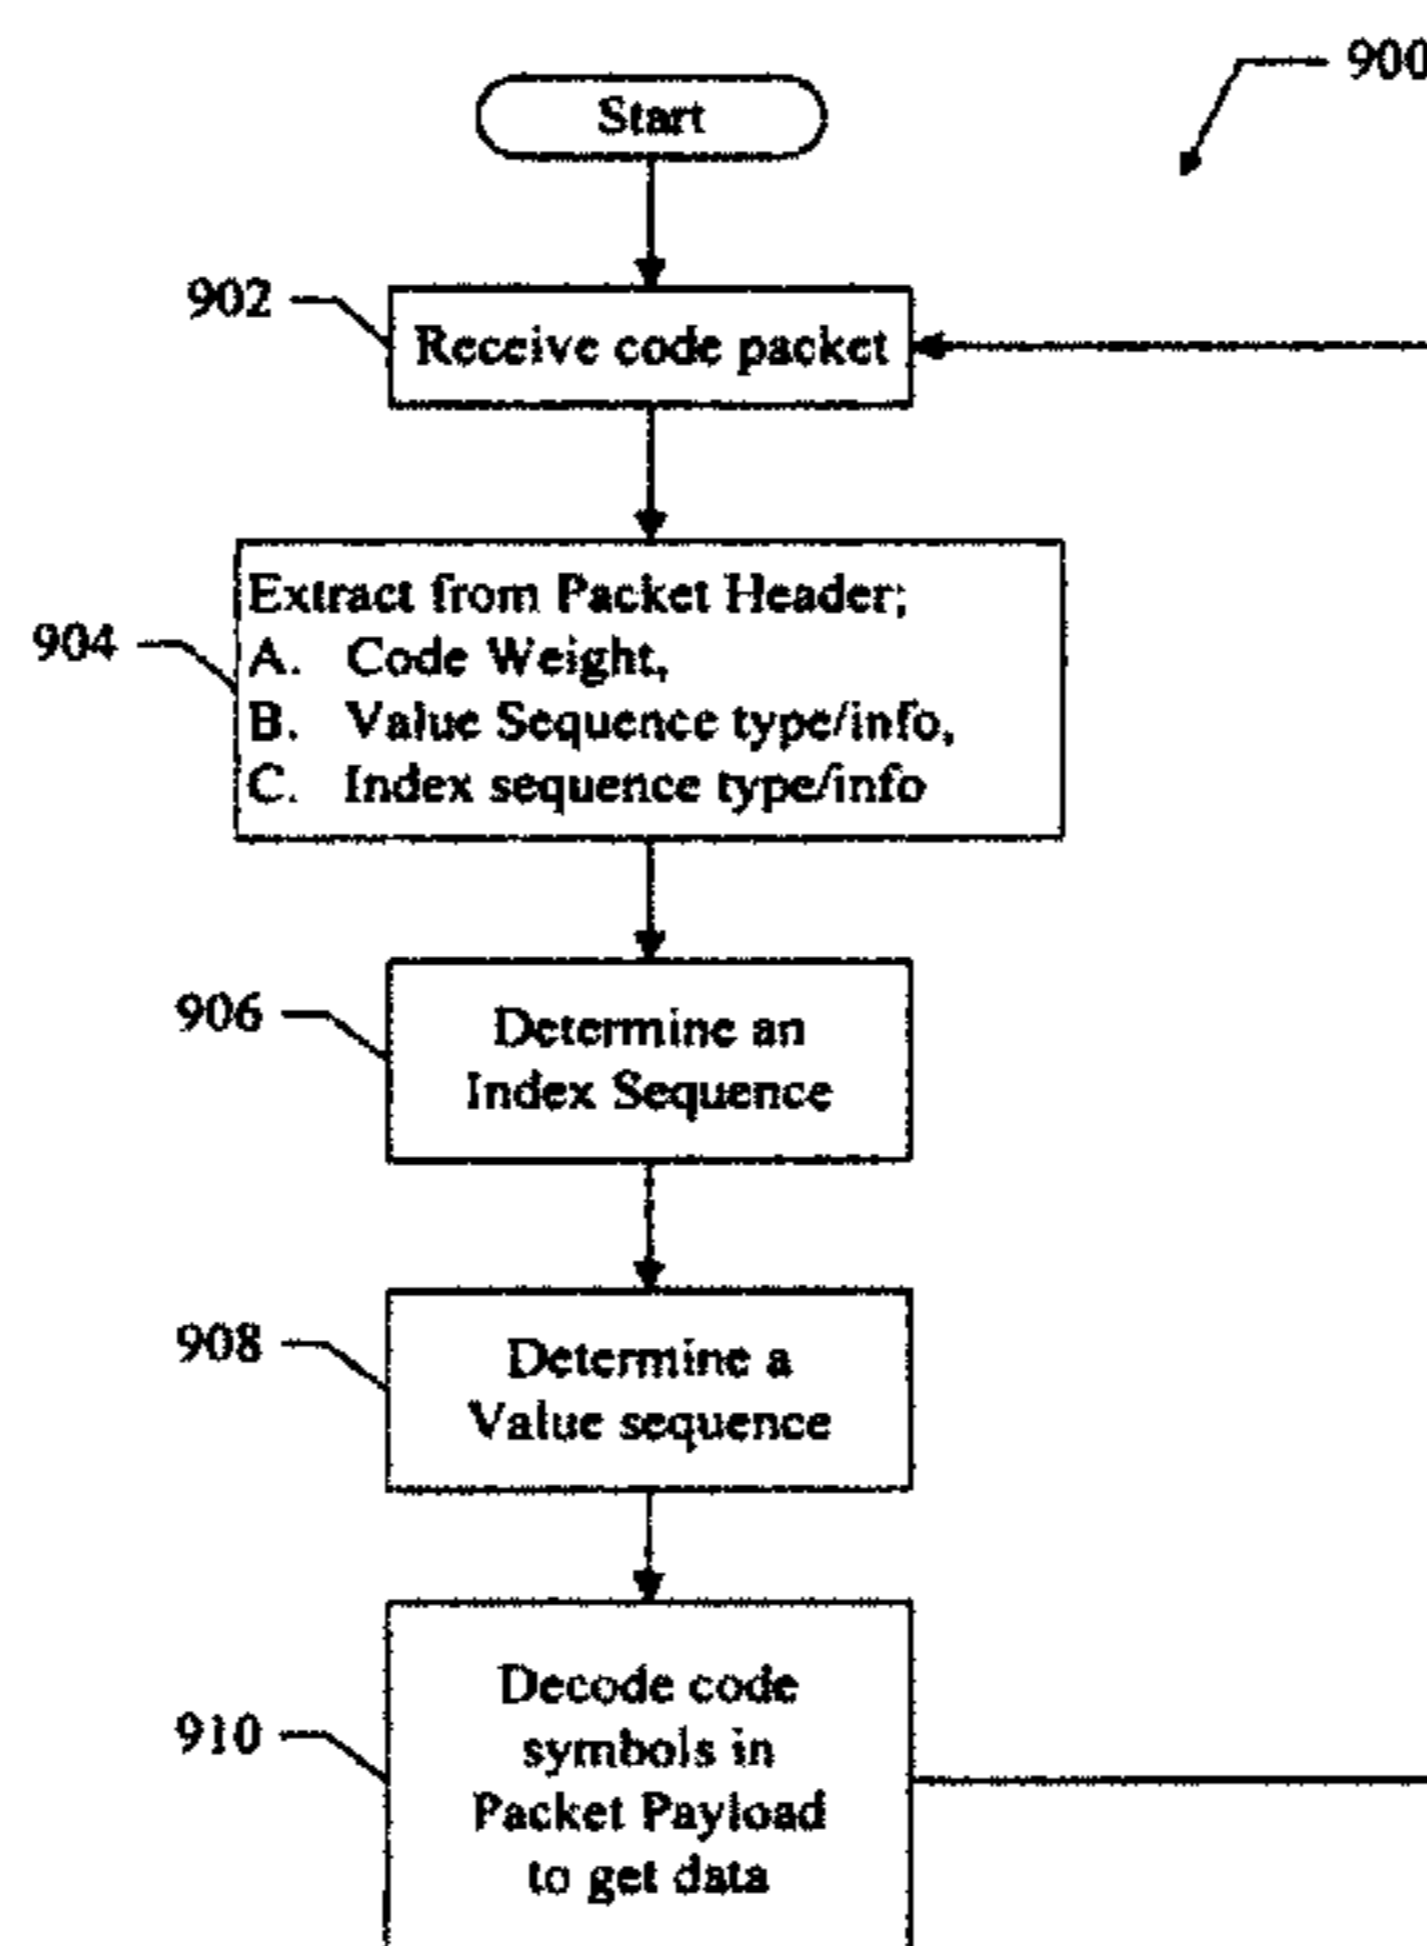 900
Start
902
Receive code packet
904
Extract from Packet Header;
A. Code Weight,
B. Value Sequence type/info,
C. Index sequence type/info
906
Determine an
Index Sequence
908
Determine a
Value sequence
910
Decode code
symbols in
Packet Payload
to get data